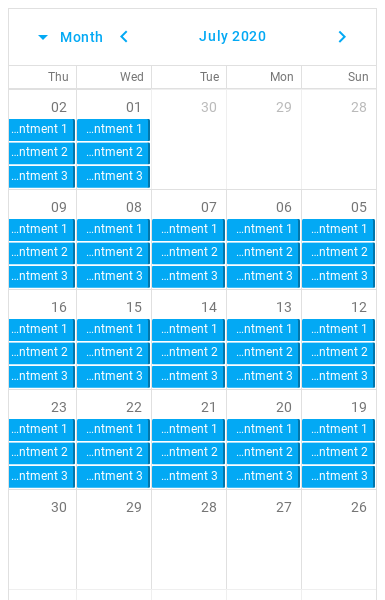 Month July 2020
Thu Wed Tue Mon Sun
02 01 30 29 28
...ntment 1 ...ntment 1
...ntment 2 ...ntment 2
...ntment 3 ...ntment 3
09 08 07 06 05
...ntment 1 ...ntment 1 ...ntment 1 ...ntment 1 ...ntment 1
...ntment 2 ...ntment 2 ...ntment 2 ...ntment 2 ...ntment 2
...ntment 3 ...ntment 3 ...ntment 3 ...ntment 3 ...ntment 3
16 15 14 13 12
...ntment 1 ...ntment 1 ...ntment 1 ...ntment 1 ...ntment 1
...ntment 2 ...ntment 2 ...ntment 2 ...ntment 2 ...ntment 2
...ntment 3 ...ntment 3 ...ntment 3 ...ntment 3 ...ntment 3
23 22 21 20 19
...ntment 1 ...ntment 1 ...ntment 1 ...ntment 1 ...ntment 1
...ntment 2 ...ntment 2 ...ntment 2 ...ntment 2 ...ntment 2
...ntment 3 ...ntment 3 ...ntment 3 ...ntment 3 ...ntment 3
30 29 28 27 26